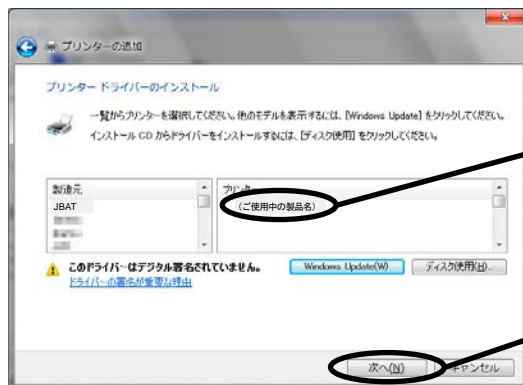 プリンターの追加
プリンター ドライバーのインストール
一覧からプリンターを選択してください。他のモデルを表示するには、[Windows Update] をクリックしてください。
インストール CD からドライバーをインストールするには、[ディスク使用] をクリックしてください。
製造元
プリンター
JBAT
（ご使用中の製品名）
このドライバーはデジタル署名されていません。
Windows Update(W)
ディスク使用(H)...
ドライバーの署名が重要な理由
次へ(N)
キャンセル